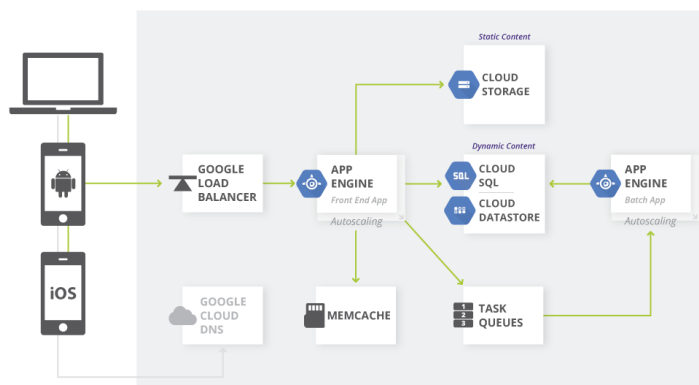 Static Content
CLOUD
STORAGE
Dynamic Content
GOOGLE
LOAD
BALANCER
APP
ENGINE
Front End App
Autoscaling
SQL
CLOUD
SQL
CLOUD
DATASTORE
APP
ENGINE
Batch App
Autoscaling
iOS
GOOGLE
CLOUD
DNS
MEMCACHE
1
2
3
TASK
QUEUES